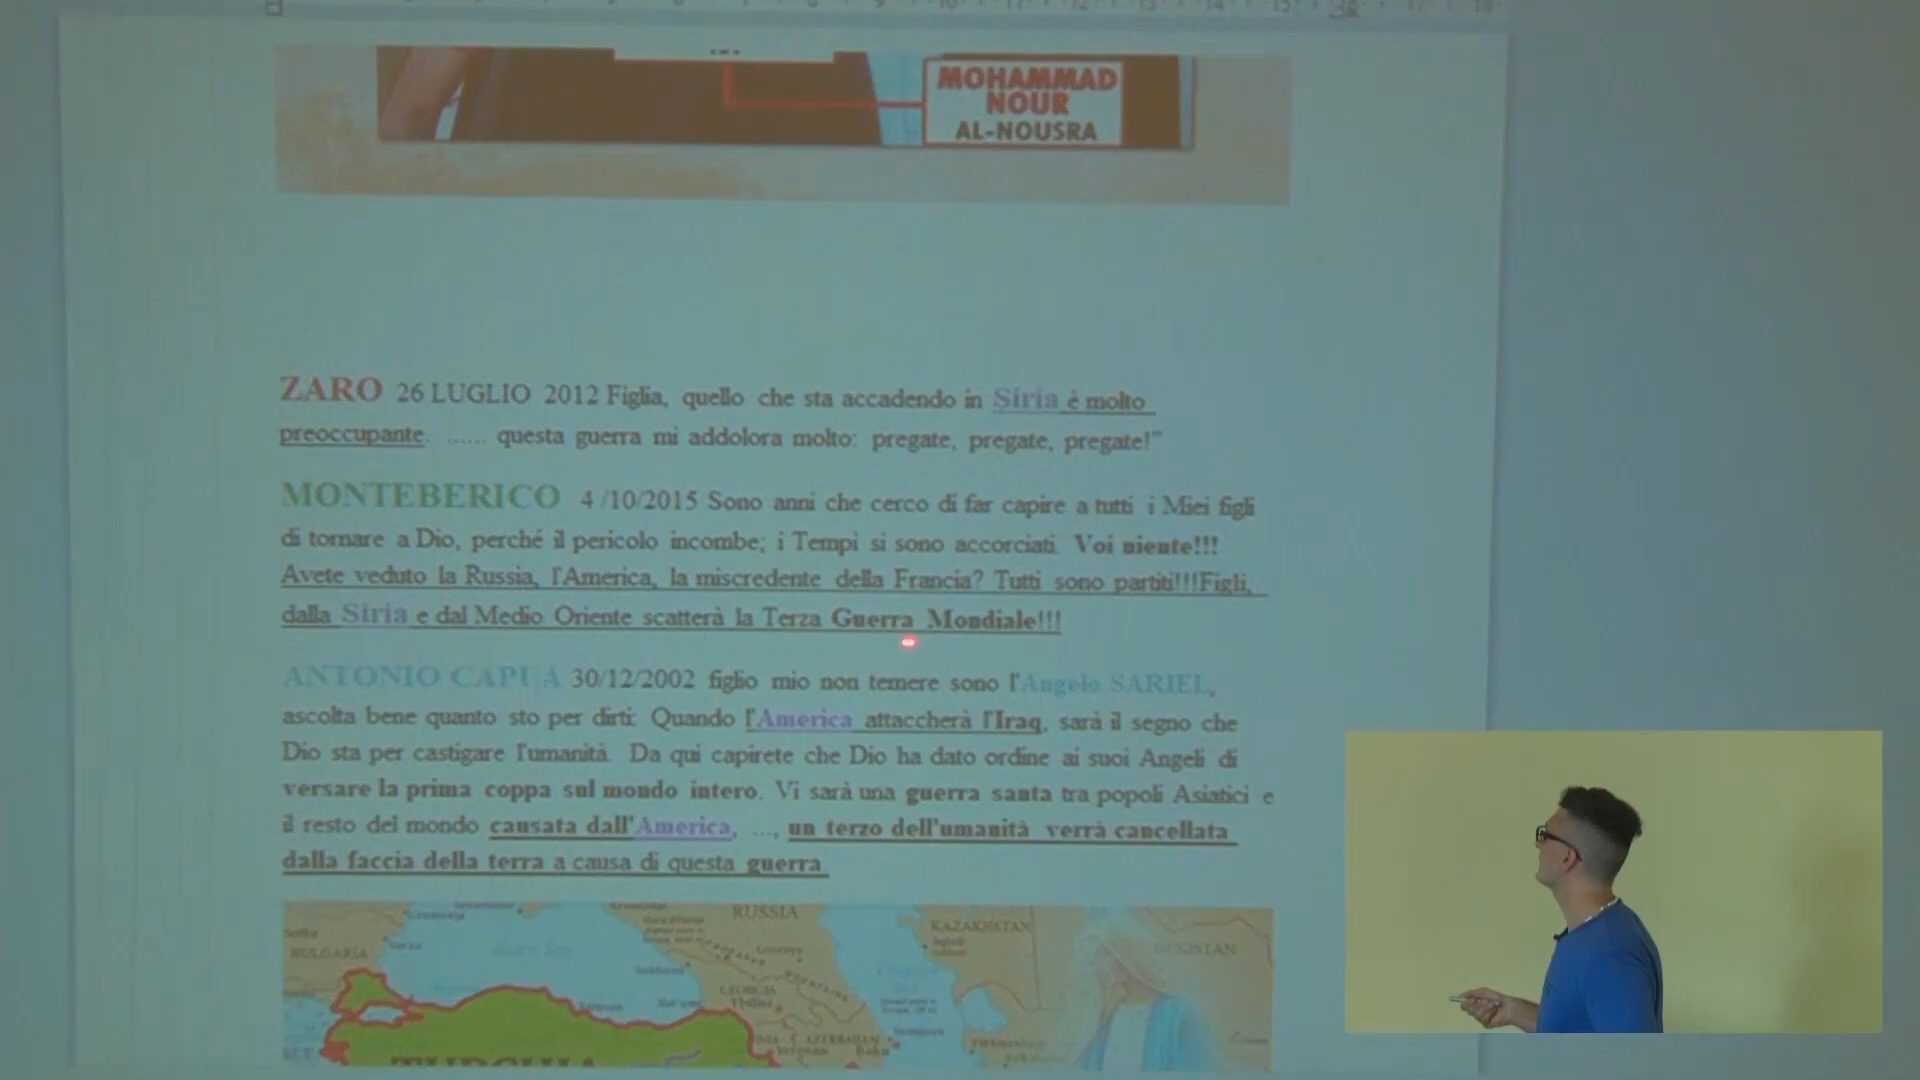 MOHAMMAD
NOUR
AL-NOUSRA
ZARO 26 LUGLIO 2012 Figlia, quello che sta accadendo in Siria è molto
preoccupante. ...... questa guerra mi addolora molto: pregate, pregate, pregate!"
MONTEBERICO 4 /10/2015 Sono anni che cerco di far capire a tutti i Miei figli
di tornare a Dio, perché il pericolo incombe; i Tempi si sono accorciati. Voi niente!!!
Avete veduto la Russia, l'America, la miscredente della Francia? Tutti sono partiti!!!Figli,
dalla Siria e dal Medio Oriente scatterà la Terza Guerra Mondiale!!!
ANTONIO CAPUA 30/12/2002 figlio mio non temere sono l'Angelo SARIEL,
ascolta bene quanto sto per dirti: Quando l'America attaccherà l'Iraq, sarà il segno che
Dio sta per castigare l'umanità. Da qui capirete che Dio ha dato ordine ai suoi Angeli di
versare la prima coppa sul mondo intero. Vi sarà una guerra santa tra popoli Asiatici e
il resto del mondo causata dall'America, ..., un terzo dell'umanità verrà cancellata
dalla faccia della terra a causa di questa guerra.
RUSSIA
KAZAKHSTAN
BULGARIA
Black Sea
GEORGIA
Tbilisi
AZERBAIJAN
Yerevan
Baku
TURCHIA